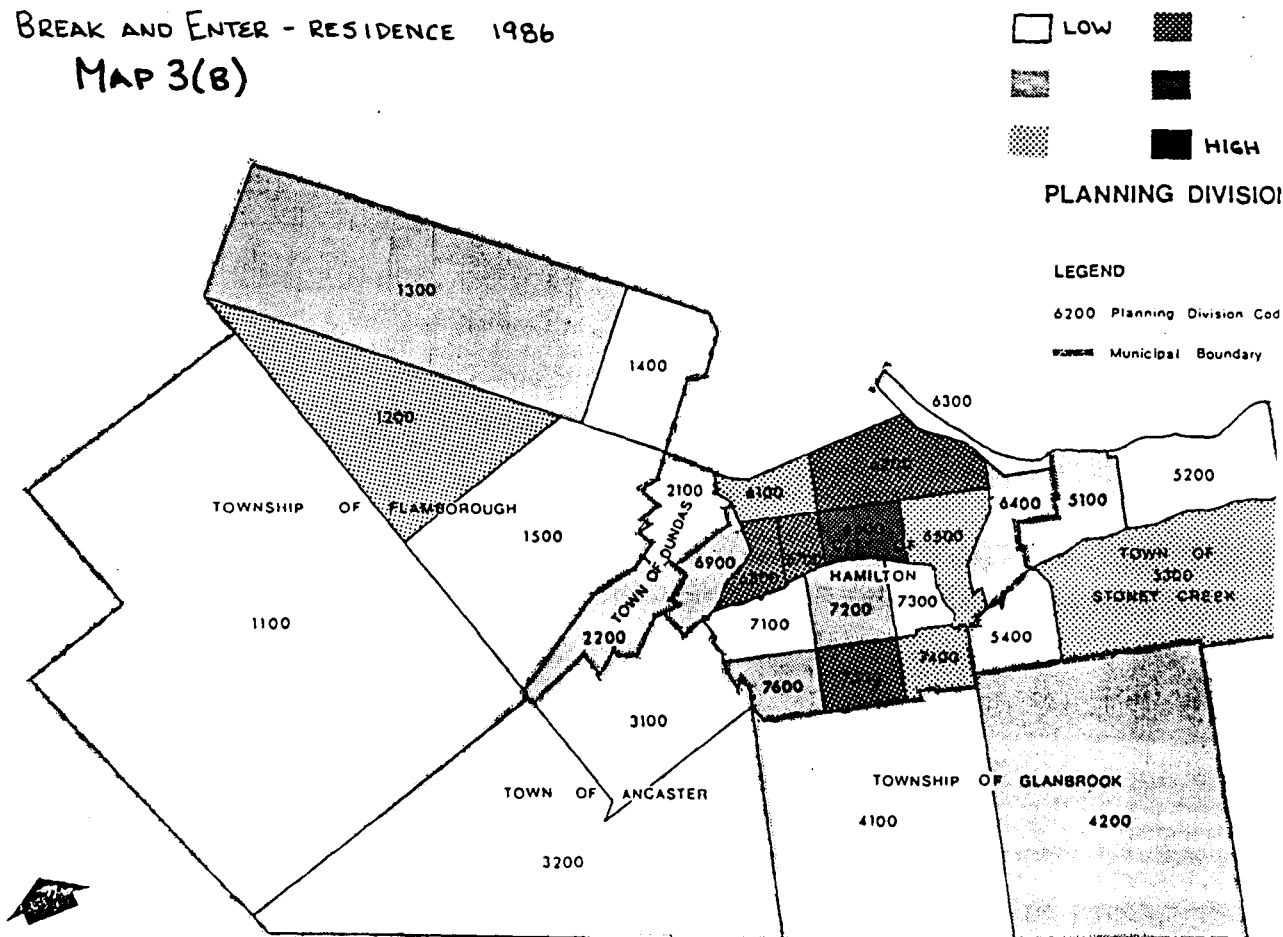 BREAK AND ENTER - RESIDENCE 1986
MAP 3(B)
LOW
HIGH
PLANNING DIVISIO
LEGEND
6200 Planning Division Cod
Municipal Boundary
1300
1400
6300
1200
6100
5200
2100
6400
5100
TOWNSHIP OF FLAMBOROUGH
1500
6500
TOWN OF DUNDAS
6900
HAMILTON
TOWN OF
STONEY CREEK
1100
7100
7200
7300
2200
5400
7400
7600
3100
TOWN OF ANCASTER
TOWNSHIP OF GLANBROOK
4100
4200
3200